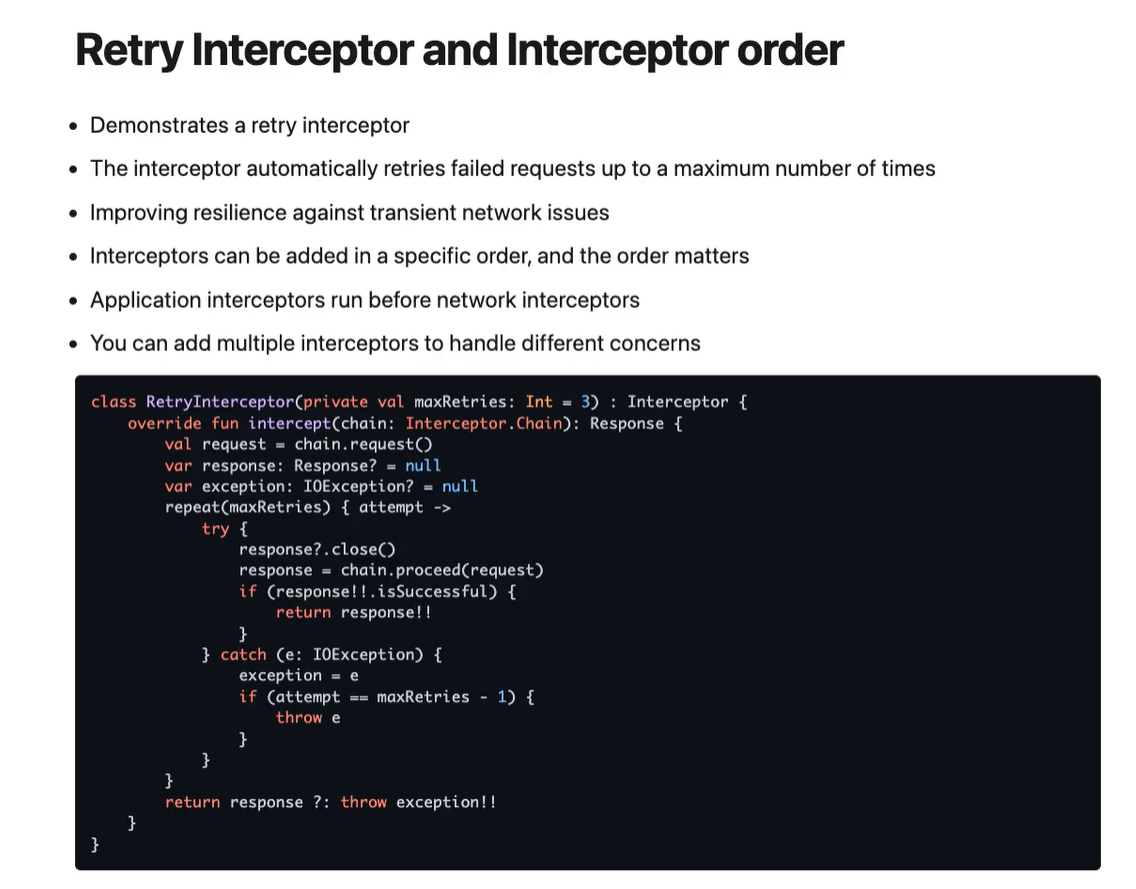 Retry Interceptor and Interceptor order
• Demonstrates a retry interceptor
• The interceptor automatically retries failed requests up to a maximum number of times
• Improving resilience against transient network issues
• Interceptors can be added in a specific order, and the order matters
• Application interceptors run before network interceptors
• You can add multiple interceptors to handle different concerns
class RetryInterceptor(private val maxRetries: Int = 3) : Interceptor {
    override fun intercept(chain: Interceptor.Chain): Response {
        val request = chain.request()
        var response: Response? = null
        var exception: IOException? = null
        repeat(maxRetries) { attempt ->
            try {
                response?.close()
                response = chain.proceed(request)
                if (response!!.isSuccessful) {
                    return response!!
                }
            } catch (e: IOException) {
                exception = e
                if (attempt == maxRetries - 1) {
                    throw e
                }
            }
        }
        return response ?: throw exception!!
    }
}